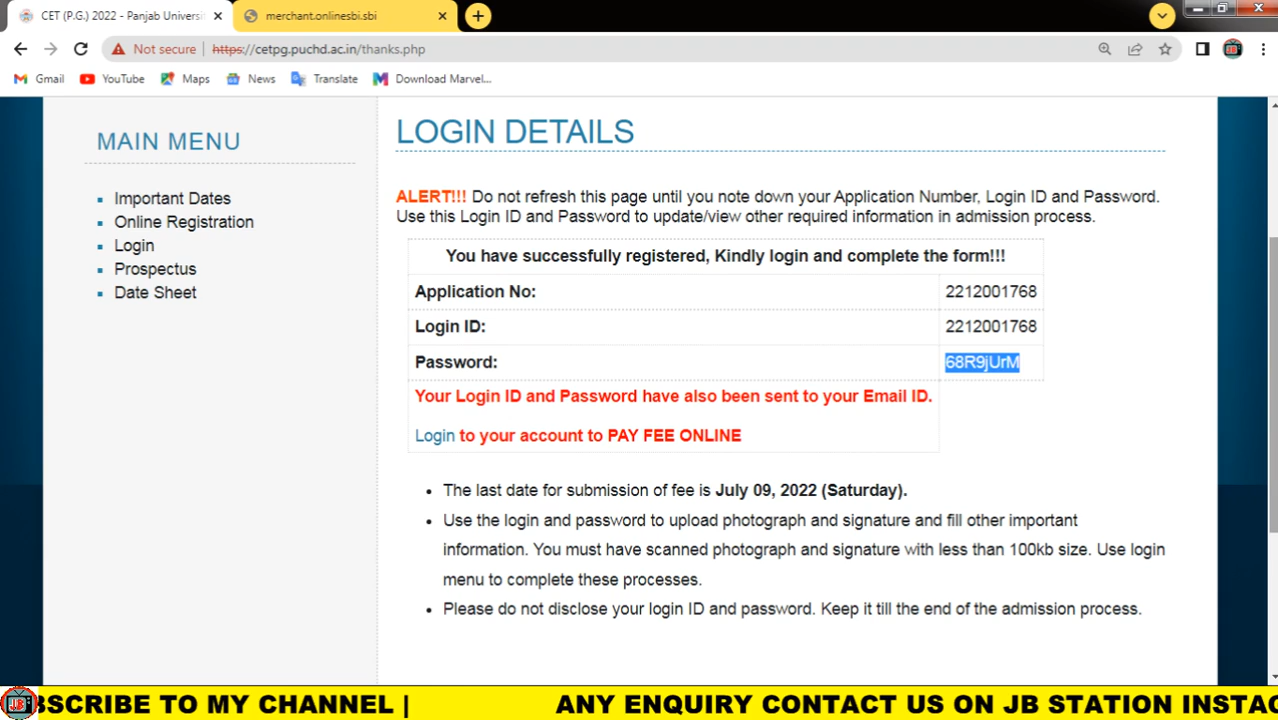 CET (P.G.) 2022 - Panjab Universi
merchant.onlinesbi.sbi
Not secure | https://cetpg.puchd.ac.in/thanks.php
Gmail YouTube Maps News Translate Download Marvel...
MAIN MENU
Important Dates
Online Registration
Login
Prospectus
Date Sheet
LOGIN DETAILS
ALERT!!! Do not refresh this page until you note down your Application Number, Login ID and Password.
Use this Login ID and Password to update/view other required information in admission process.
You have successfully registered, Kindly login and complete the form!!!
Application No: 2212001768
Login ID: 2212001768
Password: 68R9jUrM
Your Login ID and Password have also been sent to your Email ID.
Login to your account to PAY FEE ONLINE
• The last date for submission of fee is July 09, 2022 (Saturday).
• Use the login and password to upload photograph and signature and fill other important
information. You must have scanned photograph and signature with less than 100kb size. Use login
menu to complete these processes.
• Please do not disclose your login ID and password. Keep it till the end of the admission process.
JB BSCRIBE TO MY CHANNEL | ANY ENQUIRY CONTACT US ON JB STATION INSTAG